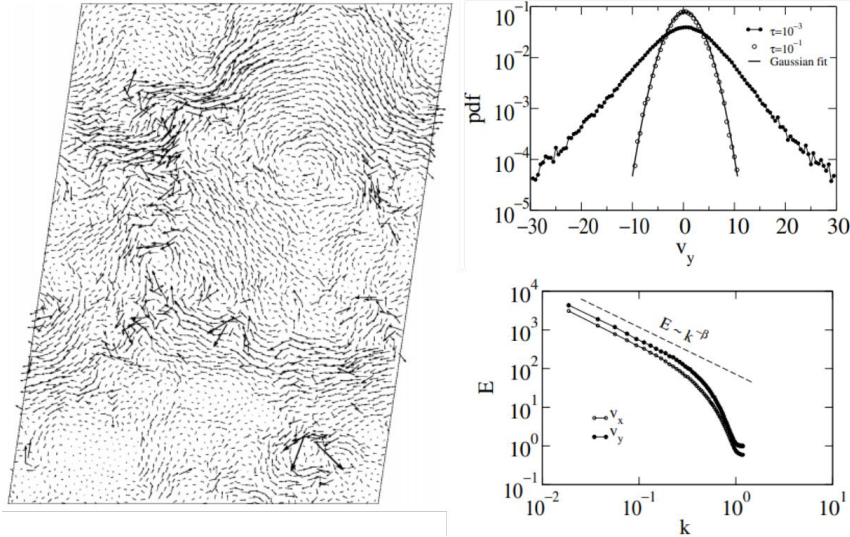 10⁻¹
10⁻²
10⁻³
10⁻⁴
10⁻⁵
pdf
τ=10⁻³
τ=10⁻¹
Gaussian fit
−30 −20 −10 0 10 20 30
v_y
10⁴
10³
10²
10¹
10⁰
10⁻¹
E
E ~ k^−β
v_x
v_y
10⁻² 10⁻¹ 10⁰ 10¹
k